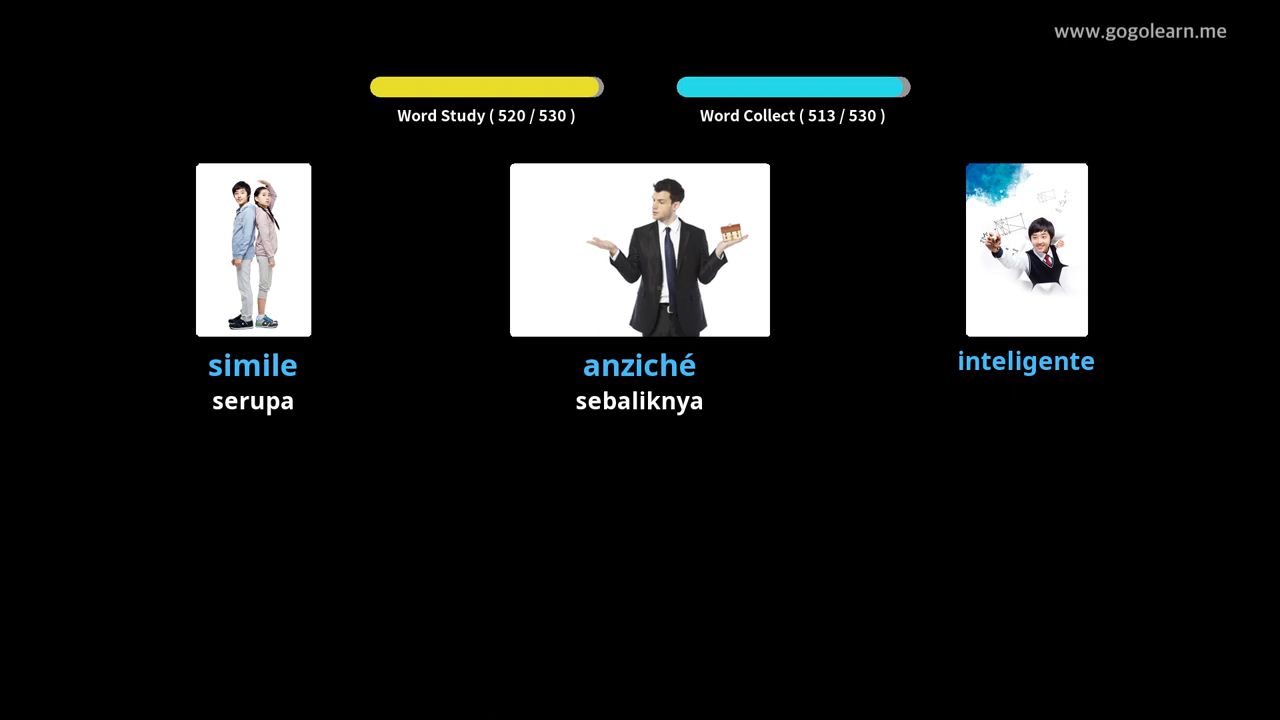 www.gogolearn.me
Word Study ( 520 / 530 )
Word Collect ( 513 / 530 )
simile
serupa
anziché
sebaliknya
inteligente